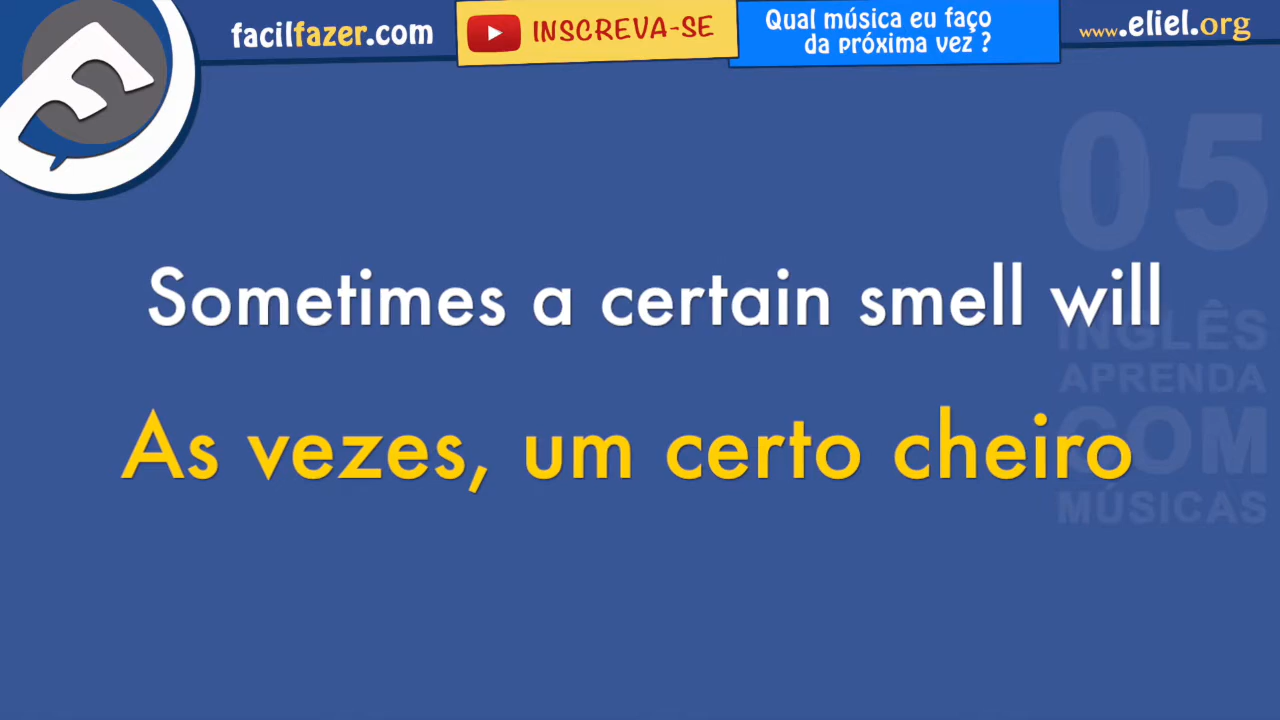 facilfazer.com
INSCREVA-SE
Qual música eu faço
da próxima vez ?
www.eliel.org
05
Sometimes a certain smell will
INGLÊS
APRENDA
As vezes, um certo cheiro
COM
MÚSICAS